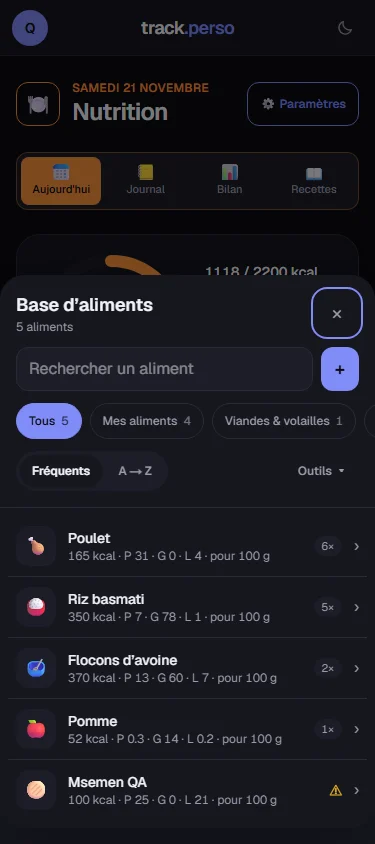 Q
track.perso
SAMEDI 21 NOVEMBRE
Nutrition
Paramètres
Aujourd'hui
Journal
Bilan
Recettes
1118 / 2200 kcal
Base d’aliments
5 aliments
×
Rechercher un aliment
+
Tous 5
Mes aliments 4
Viandes & volailles 1
Fréquents
A → Z
Outils
Poulet
165 kcal · P 31 · G 0 · L 4 · pour 100 g
6×
Riz basmati
350 kcal · P 7 · G 78 · L 1 · pour 100 g
5×
Flocons d’avoine
370 kcal · P 13 · G 60 · L 7 · pour 100 g
2×
Pomme
52 kcal · P 0.3 · G 14 · L 0.2 · pour 100 g
1×
Msemen QA
100 kcal · P 25 · G 0 · L 21 · pour 100 g